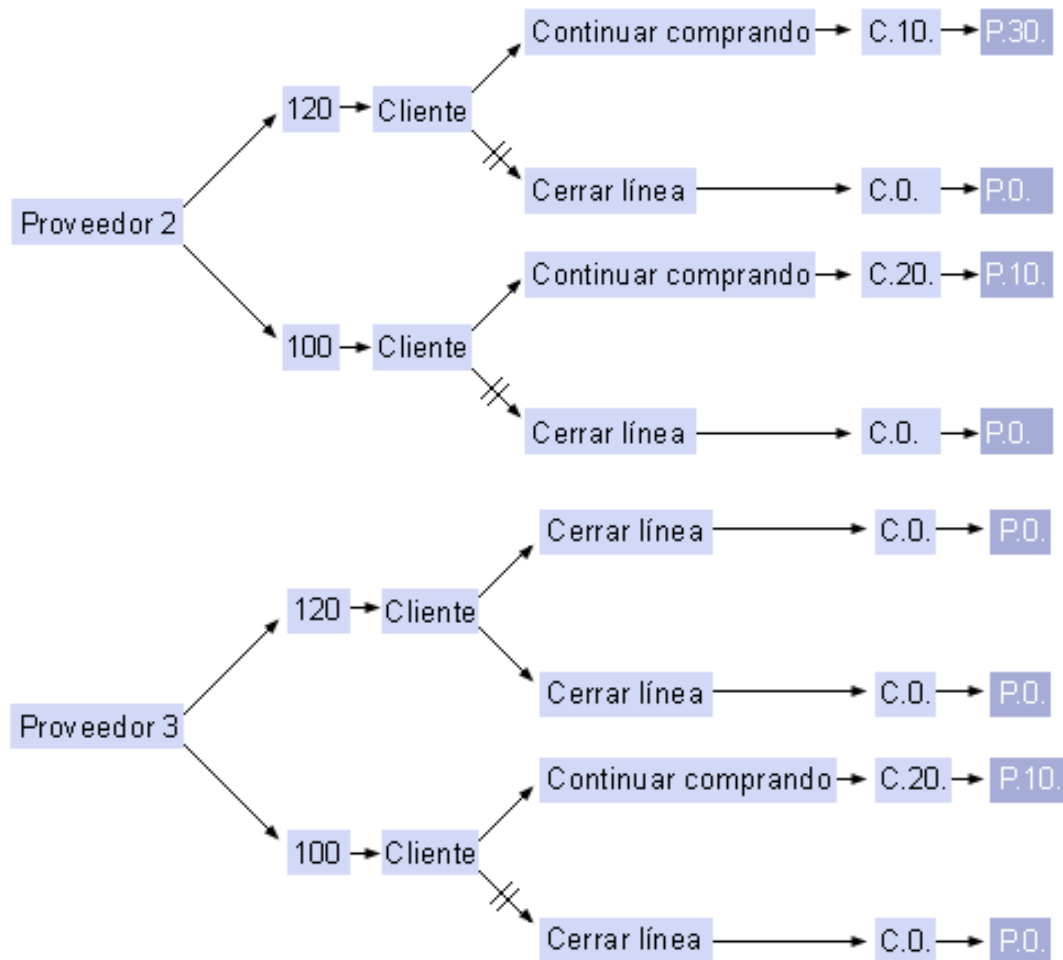 Continuar comprando C.10. P.30.
120 Cliente
Cerrar línea C.0. P.0.
Proveedor 2
Continuar comprando C.20. P.10.
100 Cliente
Cerrar línea C.0. P.0.
Cerrar línea C.0. P.0.
120 Cliente
Cerrar línea C.0. P.0.
Proveedor 3
Continuar comprando C.20. P.10.
100 Cliente
Cerrar línea C.0. P.0.